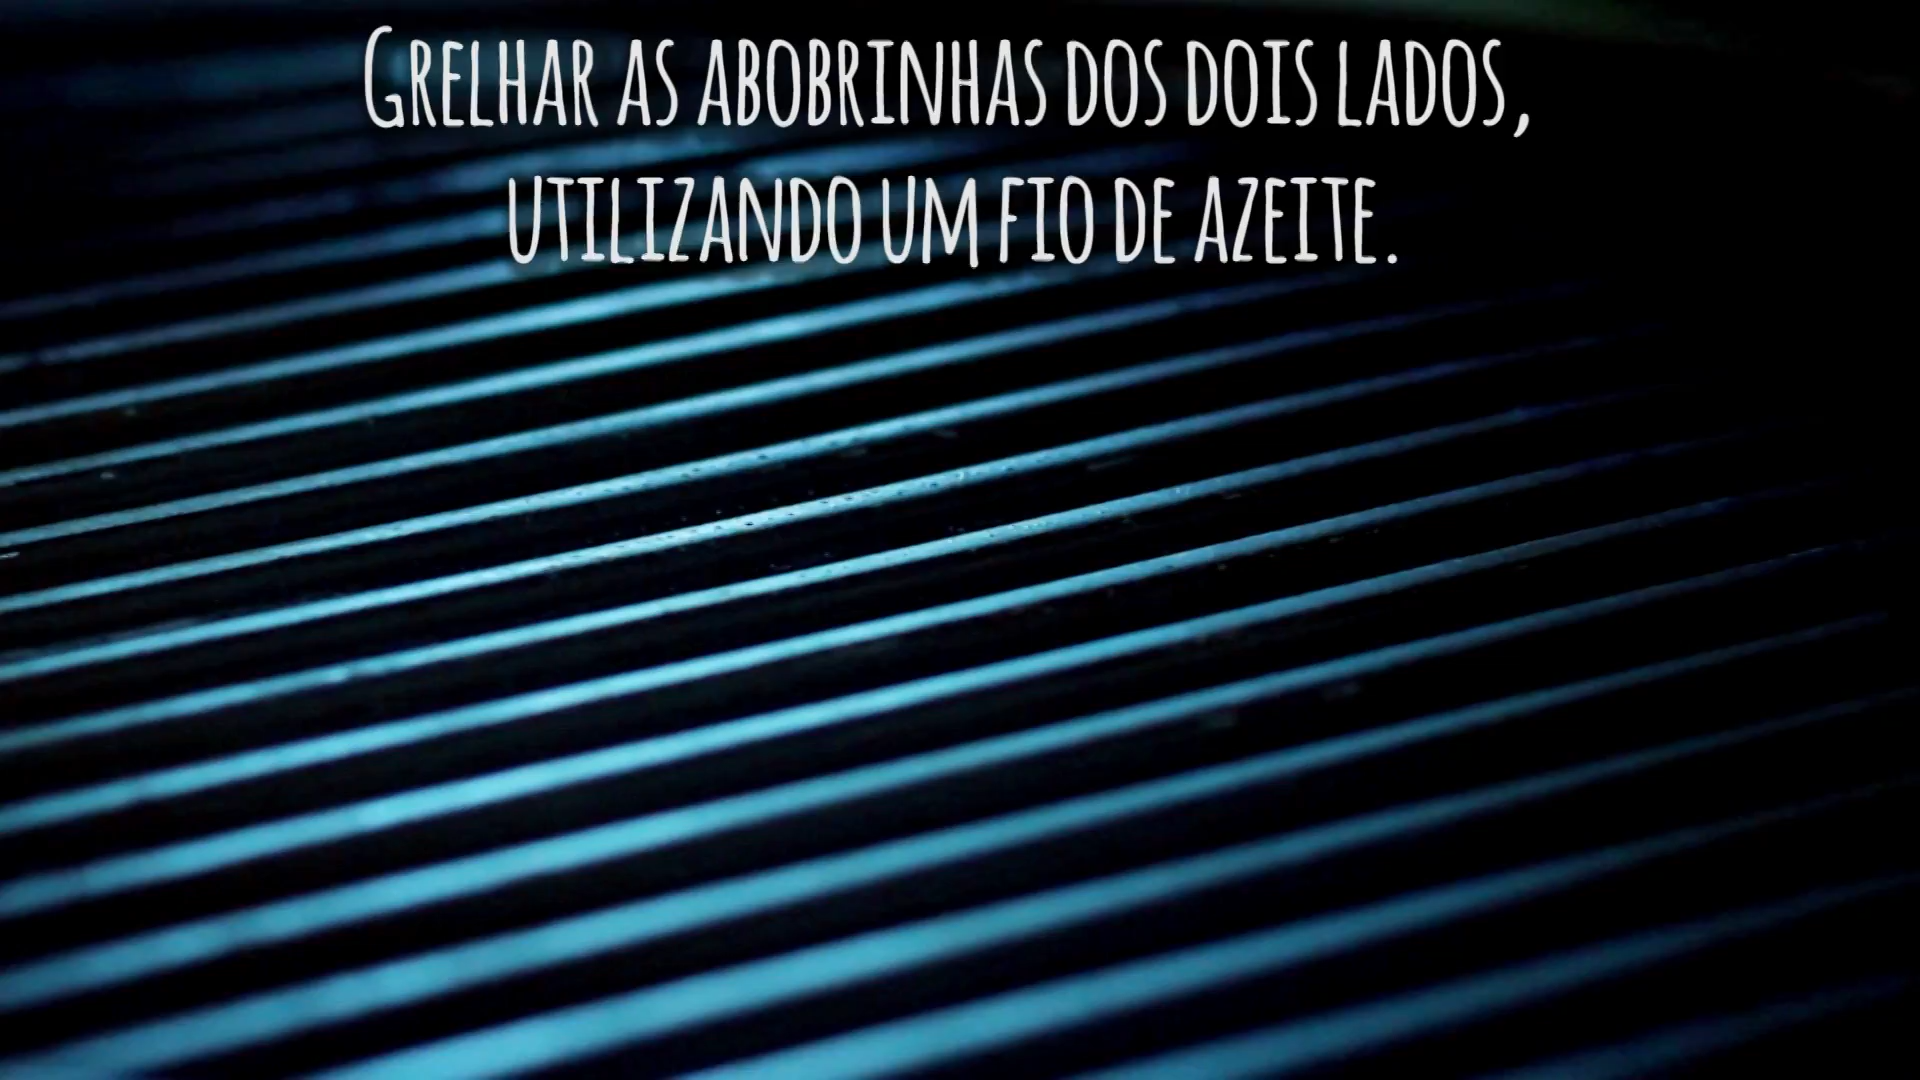 GRELHAR AS ABOBRINHAS DOS DOIS LADOS,
UTILIZANDO UM FIO DE AZEITE.